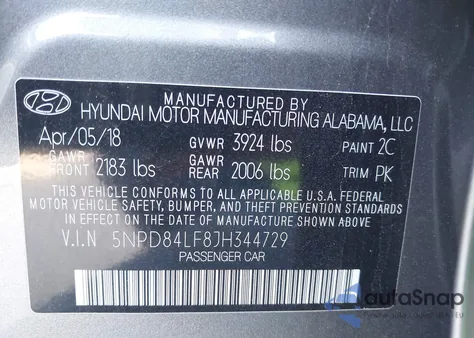 MANUFACTURED BY
HYUNDAI MOTOR MANUFACTURING ALABAMA, LLC
Apr/05/18 GVWR 3924 lbs PAINT 2C
GAWR FRONT 2183 lbs GAWR REAR 2006 lbs TRIM PK
THIS VEHICLE CONFORMS TO ALL APPLICABLE U.S.A. FEDERAL
MOTOR VEHICLE SAFETY, BUMPER, AND THEFT PREVENTION
STANDARDS IN EFFECT ON THE DATE OF MANUFACTURE SHOWN ABOVE.
V.I.N 5NPD84LF8JH344729
PASSENGER CAR
autoSnap